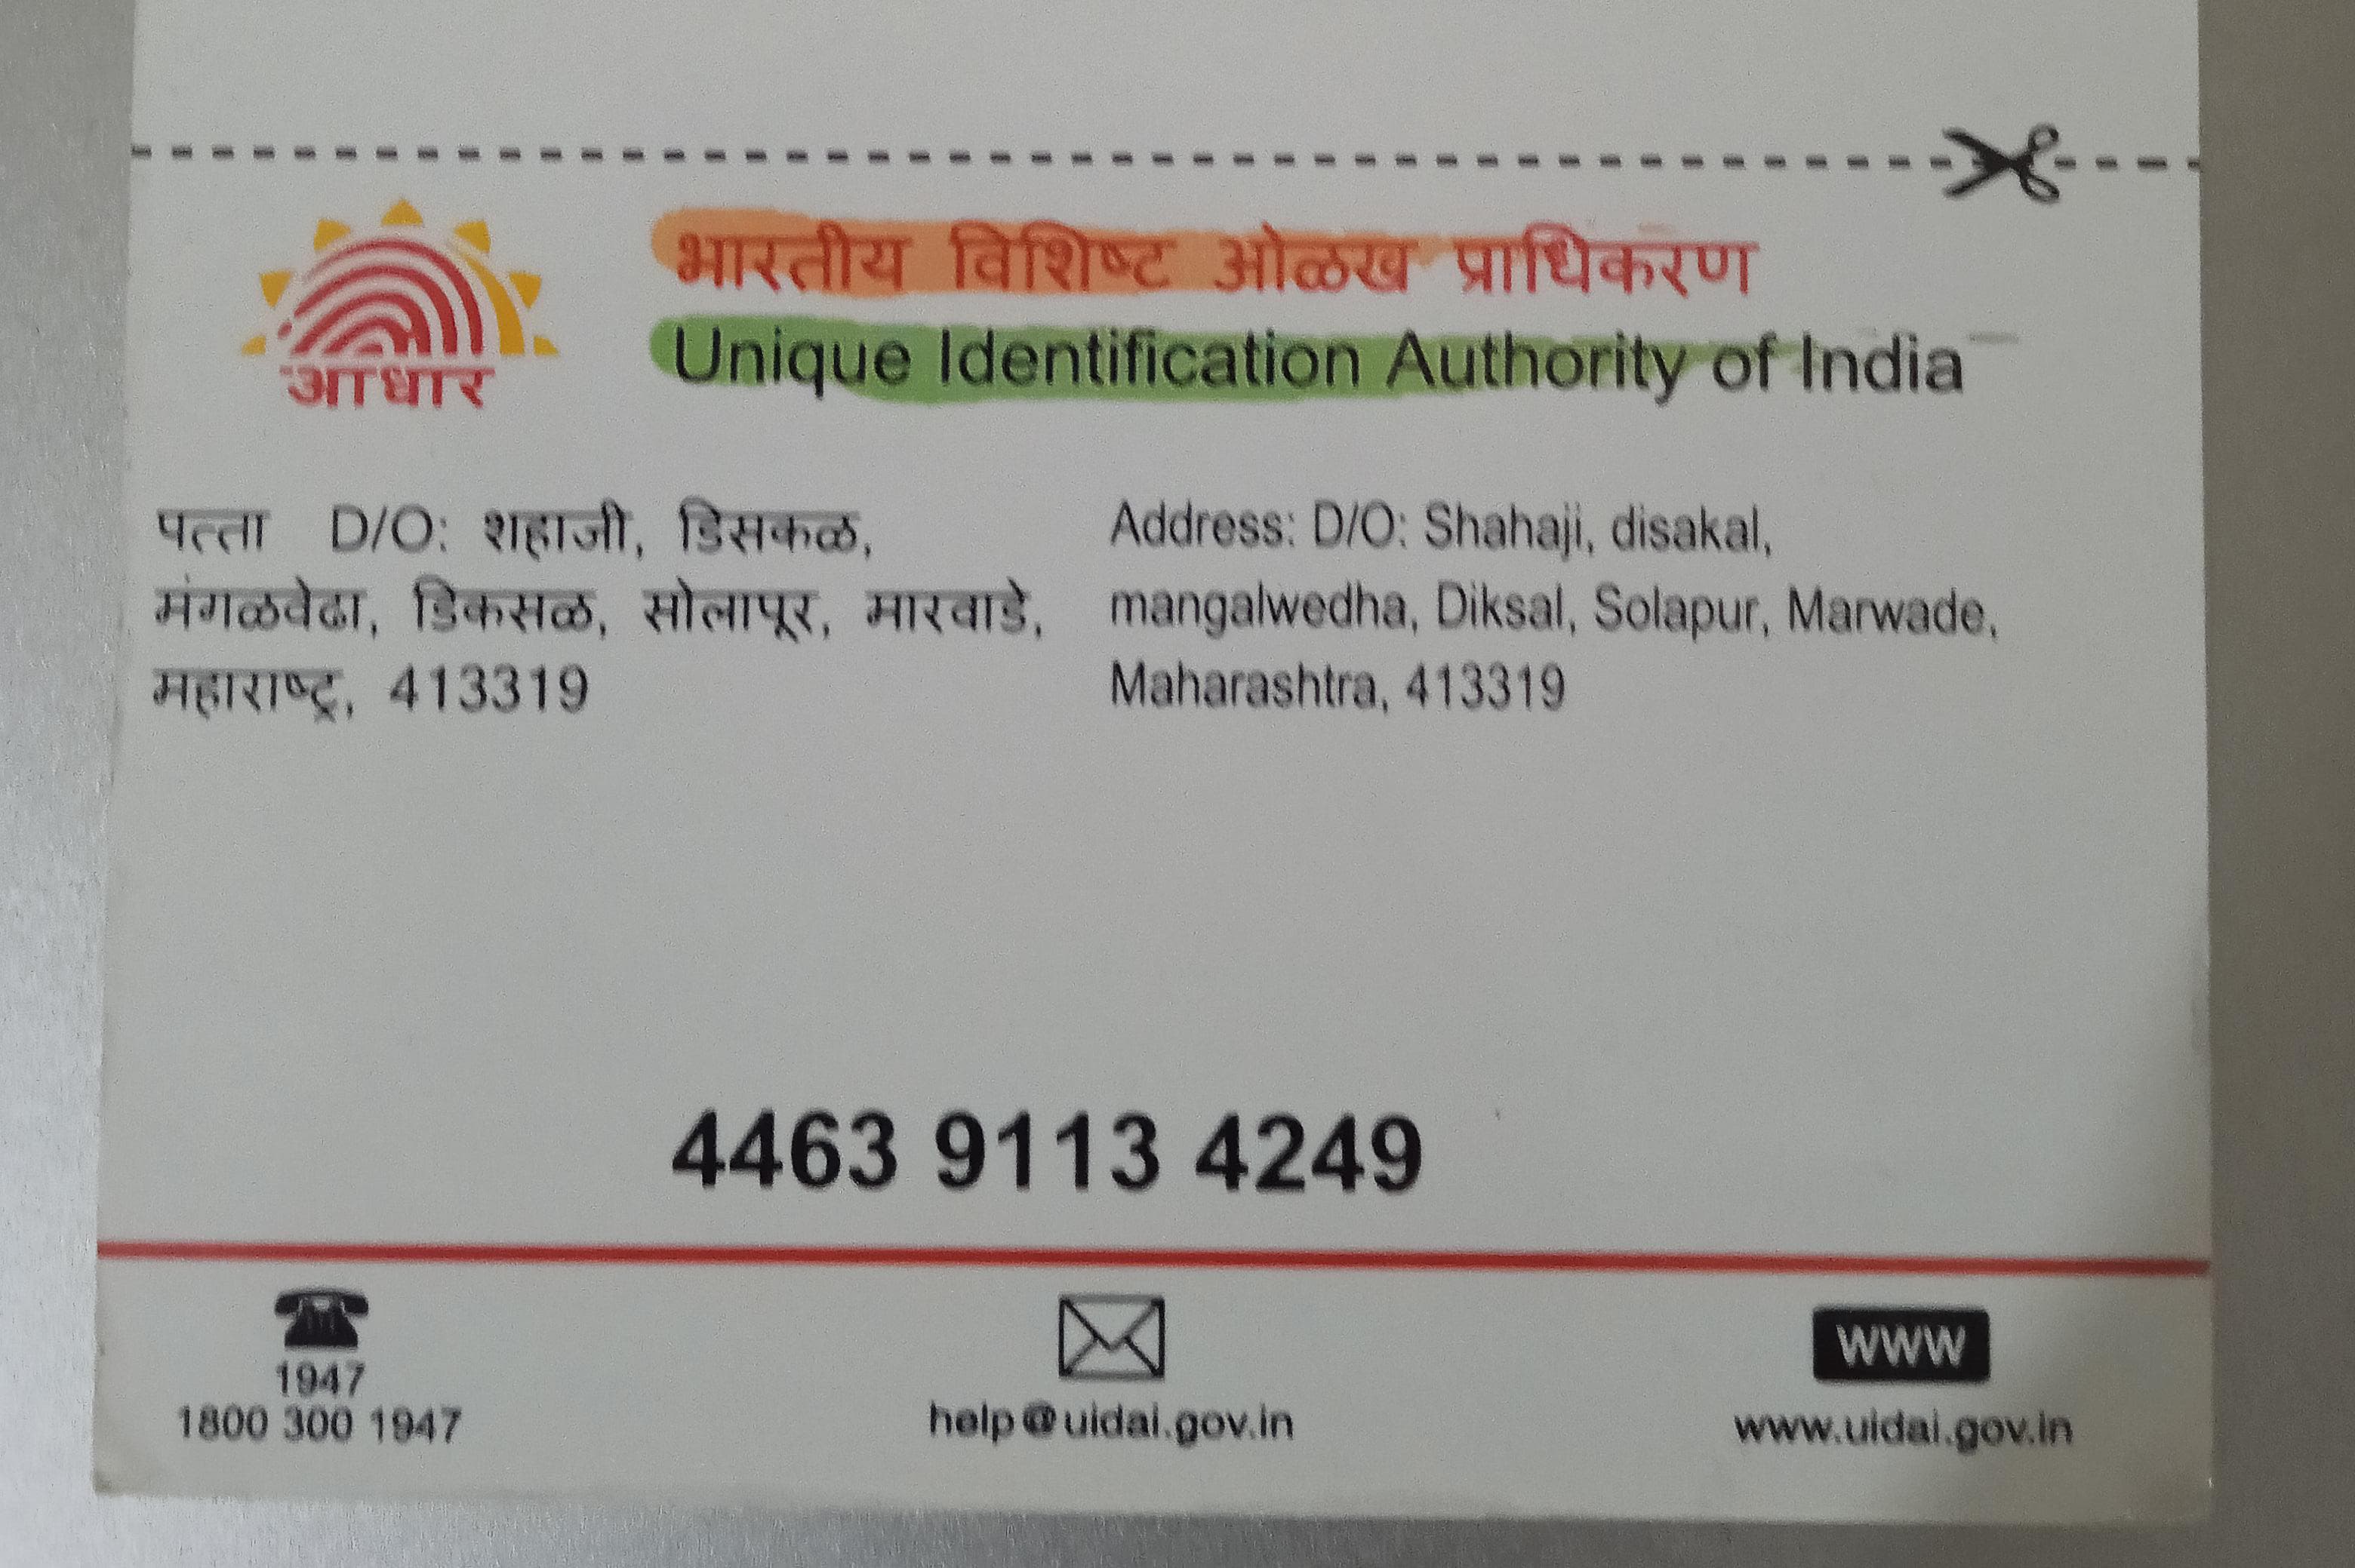 आधार
भारतीय विशिष्ट ओळख प्राधिकरण
Unique Identification Authority of India
पत्ता D/O: शहाजी, डिसकळ,
मंगळवेढा, डिकसळ, सोलापूर, मारवाडे,
महाराष्ट्र, 413319
Address: D/O: Shahaji, disakal,
mangalwedha, Diksal, Solapur, Marwade,
Maharashtra, 413319
4463 9113 4249
1947
1800 300 1947
help@uidai.gov.in
WWW
www.uidai.gov.in